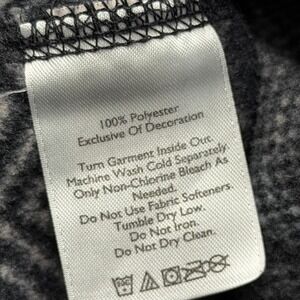 100% Polyester
Exclusive Of Decoration
Turn Garment Inside Out.
Machine Wash Cold Separately.
Only Non-Chlorine Bleach As
Needed.
Do Not Use Fabric Softeners.
Tumble Dry Low.
Do Not Iron.
Do Not Dry Clean.